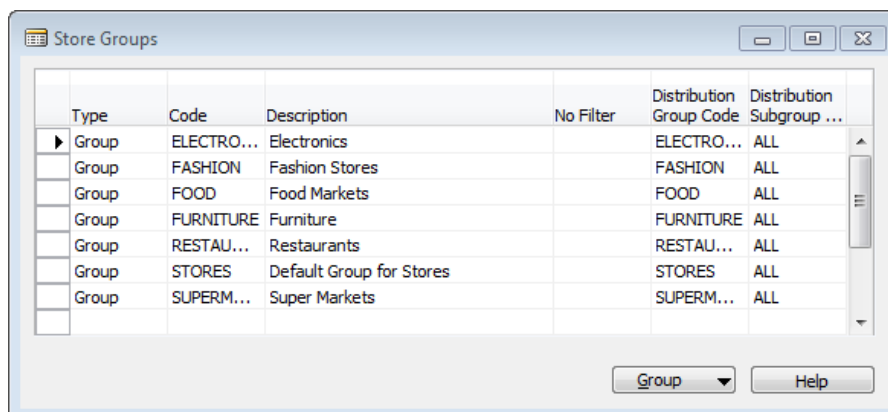 Store Groups
Distribution Distribution
Type Code Description No Filter Group Code Subgroup ...
Group ELECTRO... Electronics ELECTRO... ALL
Group FASHION Fashion Stores FASHION ALL
Group FOOD Food Markets FOOD ALL
Group FURNITURE Furniture FURNITURE ALL
Group RESTAU... Restaurants RESTAU... ALL
Group STORES Default Group for Stores STORES ALL
Group SUPERM... Super Markets SUPERM... ALL
Group Help